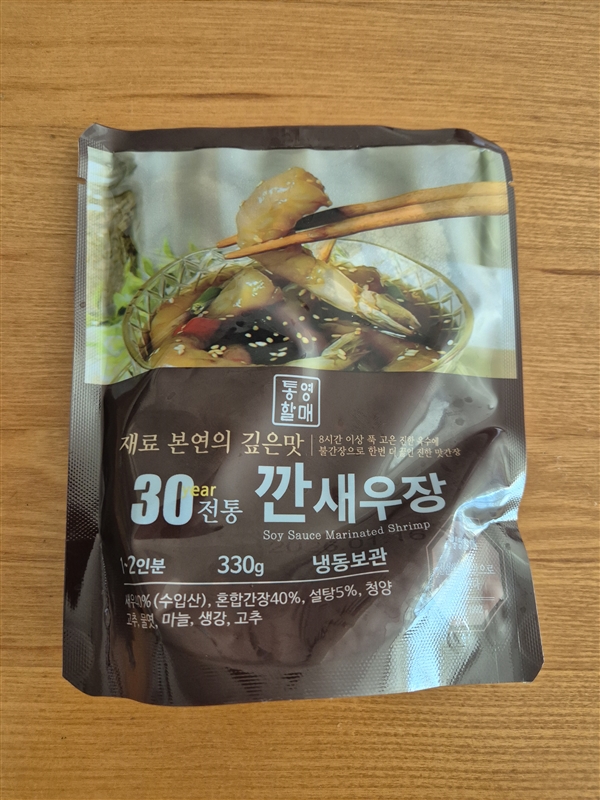 통영
할매
재료 본연의 깊은맛
8시간 이상 푹 고은 진한 육수에
불간장으로 한번 더 끓인 진한 맛간장
30 year 전통
깐새우장
Soy Sauce Marinated Shrimp
1~2인분 330g 냉동보관
(수입산), 혼합간장40%, 설탕5%, 청양
고추, 물엿, 마늘, 생강, 고추